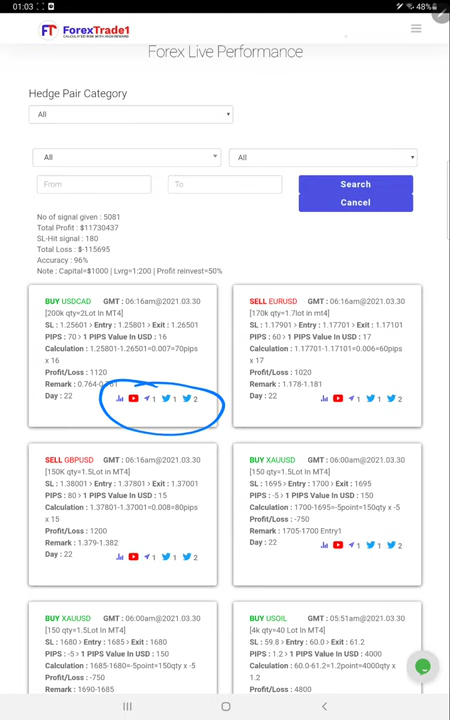 01:03
48%
ForexTrade1
CALCULATED RISK WITH HIGH REWARD
Forex Live Performance
Hedge Pair Category
All
All
All
From
To
Search
Cancel
No of signal given : 5081
Total Profit : $11730437
SL-Hit signal : 180
Total Loss : $-115695
Accuracy : 96%
Note : Capital=$1000 | Lvrg=1:200 | Profit reinvest=50%
BUY USDCAD GMT : 06:16am@2021.03.30
[200k qty=2Lot In MT4]
SL : 1.25601> Entry : 1.25801> Exit : 1.26501
PIPS : 70> 1 PIPS Value In USD : 16
Calculation : 1.25801-1.26501=0.007=70pips
x 16
Profit/Loss : 1120
Remark : 0.764-0.761
Day : 22
1 1 2
SELL EURUSD GMT : 06:16am@2021.03.30
[170k qty=1.7lot in mt4]
SL : 1.17901> Entry : 1.17701> Exit : 1.17101
PIPS : 60> 1 PIPS Value In USD : 17
Calculation : 1.17701-1.17101=0.006=60pips
x 17
Profit/Loss : 1020
Remark : 1.178-1.181
Day : 22
1 1 2
SELL GBPUSD GMT : 06:16am@2021.03.30
[150K qty=1.5Lot in MT4]
SL : 1.38001> Entry : 1.37801> Exit : 1.37001
PIPS : 80> 1 PIPS Value In USD : 15
Calculation : 1.37801-1.37001=0.008=80pips
x 15
Profit/Loss : 1200
Remark : 1.379-1.382
Day : 22
1 1 2
BUY XAUUSD GMT : 06:00am@2021.03.30
[150 qty=1.5Lot In MT4]
SL : 1695> Entry : 1700> Exit : 1695
PIPS : -5> 1 PIPS Value In USD : 150
Calculation : 1700-1695=-5point=150qty x -5
Profit/Loss : -750
Remark : 1705-1700 Entry1
Day : 22
1 1 2
BUY XAUUSD GMT : 06:00am@2021.03.30
[150 qty=1.5Lot In MT4]
SL : 1680> Entry : 1685> Exit : 1680
PIPS : -5> 1 PIPS Value In USD : 150
Calculation : 1685-1680=-5point=150qty x -5
Profit/Loss : -750
Remark : 1690-1685
BUY USOIL GMT : 05:51am@2021.03.30
[4k qty=40 Lot In MT4]
SL : 59.8> Entry : 60.0> Exit : 61.2
PIPS : 1.2> 1 PIPS Value In USD : 4000
Calculation : 60.0-61.2=1.2point=4000qty x
1.2
Profit/Loss : 4800